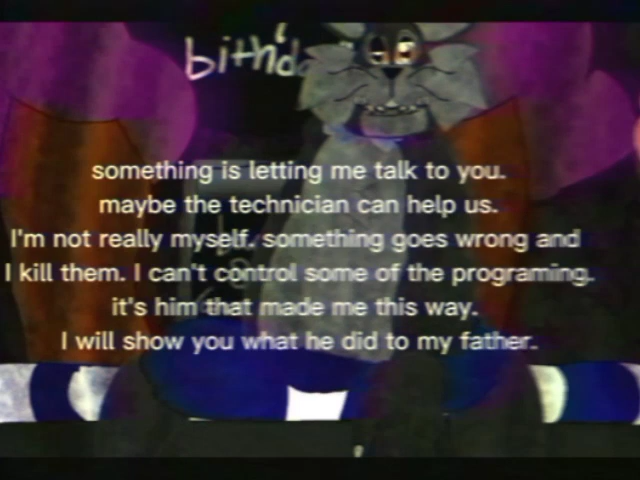 bithda
something is letting me talk to you.
maybe the technician can help us.
I'm not really myself. something goes wrong and
I kill them. I can't control some of the programing.
it's him that made me this way.
I will show you what he did to my father.